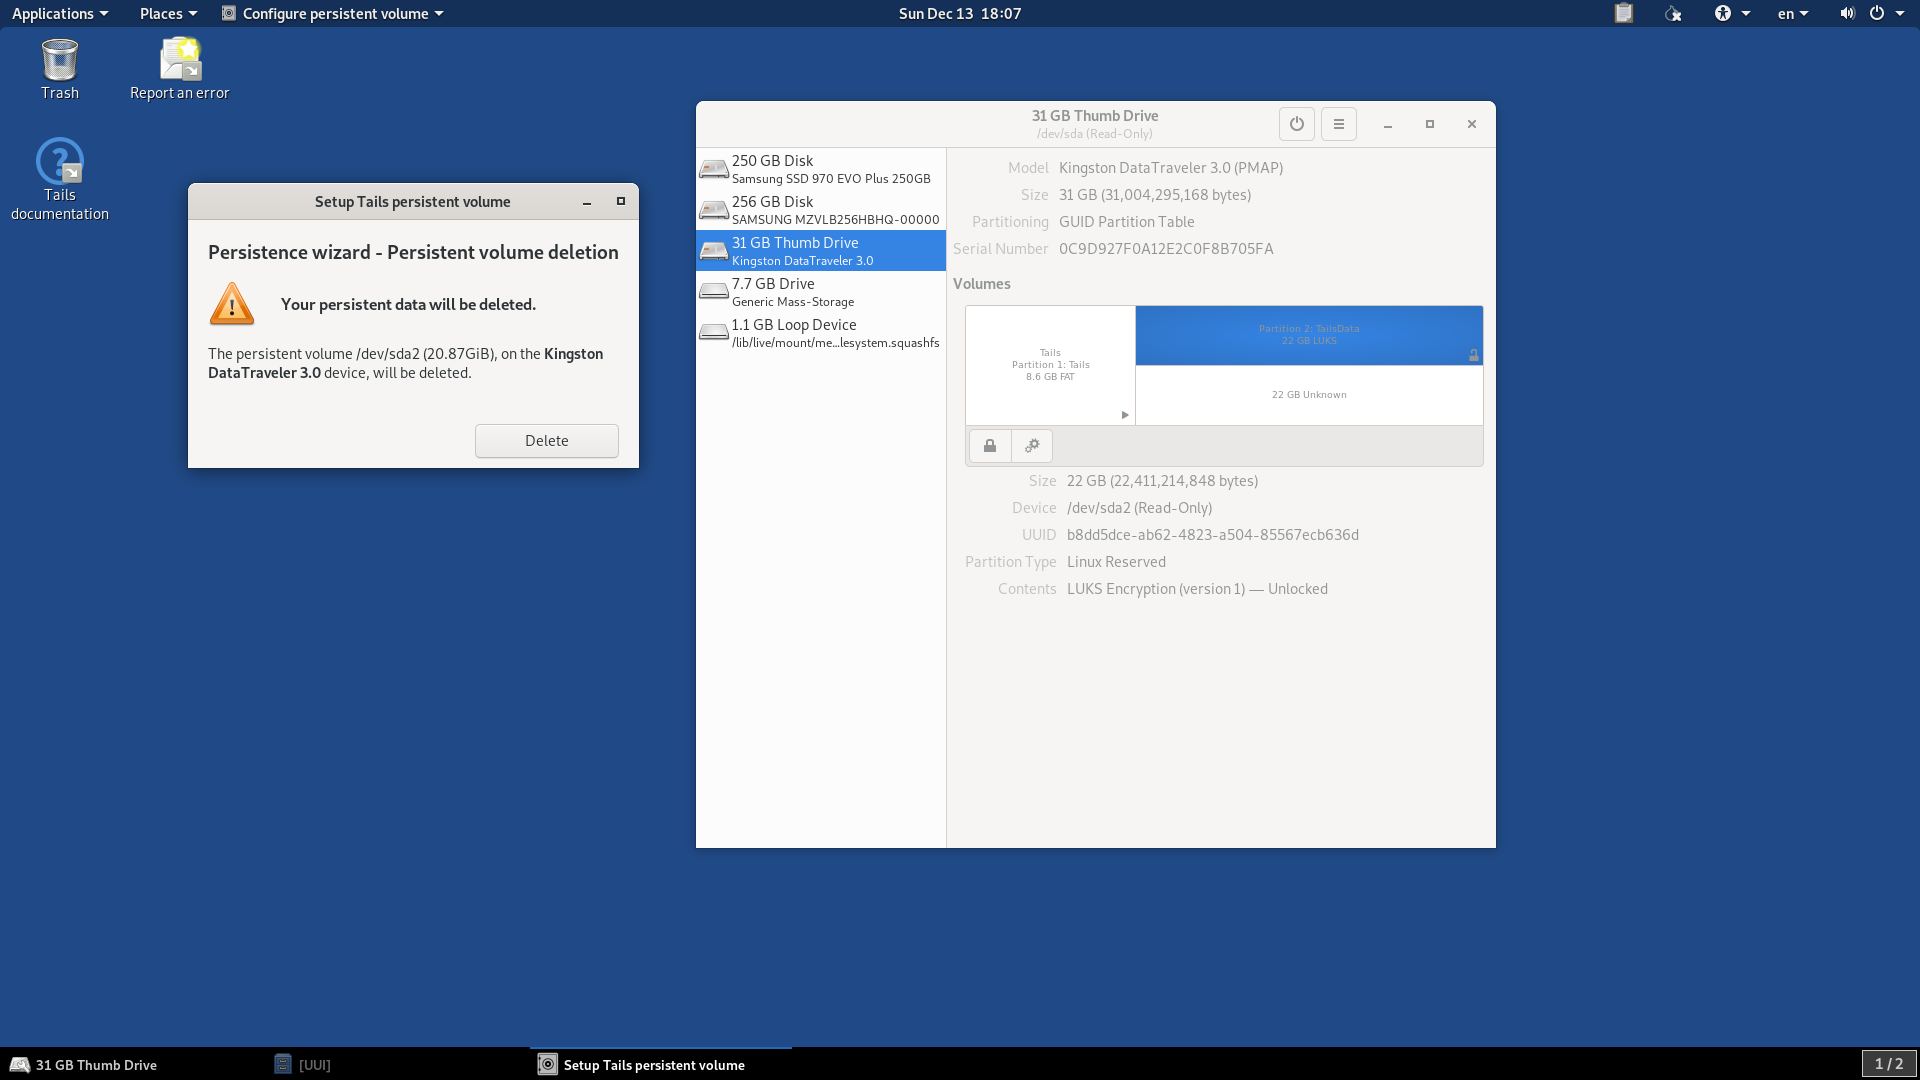 Applications Places Configure persistent volume Sun Dec 13 18:07 en
Trash
Report an error
Tails
documentation
Setup Tails persistent volume
Persistence wizard - Persistent volume deletion
Your persistent data will be deleted.
The persistent volume /dev/sda2 (20.87GiB), on the Kingston
DataTraveler 3.0 device, will be deleted.
Delete
31 GB Thumb Drive
/dev/sda (Read-Only)
250 GB Disk
Samsung SSD 970 EVO Plus 250GB
256 GB Disk
SAMSUNG MZVLB256HBHQ-00000
31 GB Thumb Drive
Kingston DataTraveler 3.0
7.7 GB Drive
Generic Mass-Storage
1.1 GB Loop Device
/lib/live/mount/me...lesystem.squashfs
Model Kingston DataTraveler 3.0 (PMAP)
Size 31 GB (31,004,295,168 bytes)
Partitioning GUID Partition Table
Serial Number 0C9D927F0A12E2C0F8B705FA
Volumes
Tails
Partition 1: Tails
8.6 GB FAT
Partition 2: TailsData
22 GB LUKS
22 GB Unknown
Size 22 GB (22,411,214,848 bytes)
Device /dev/sda2 (Read-Only)
UUID b8dd5dce-ab62-4823-a504-85567ecb636d
Partition Type Linux Reserved
Contents LUKS Encryption (version 1) — Unlocked
31 GB Thumb Drive [UUI] Setup Tails persistent volume 1 / 2